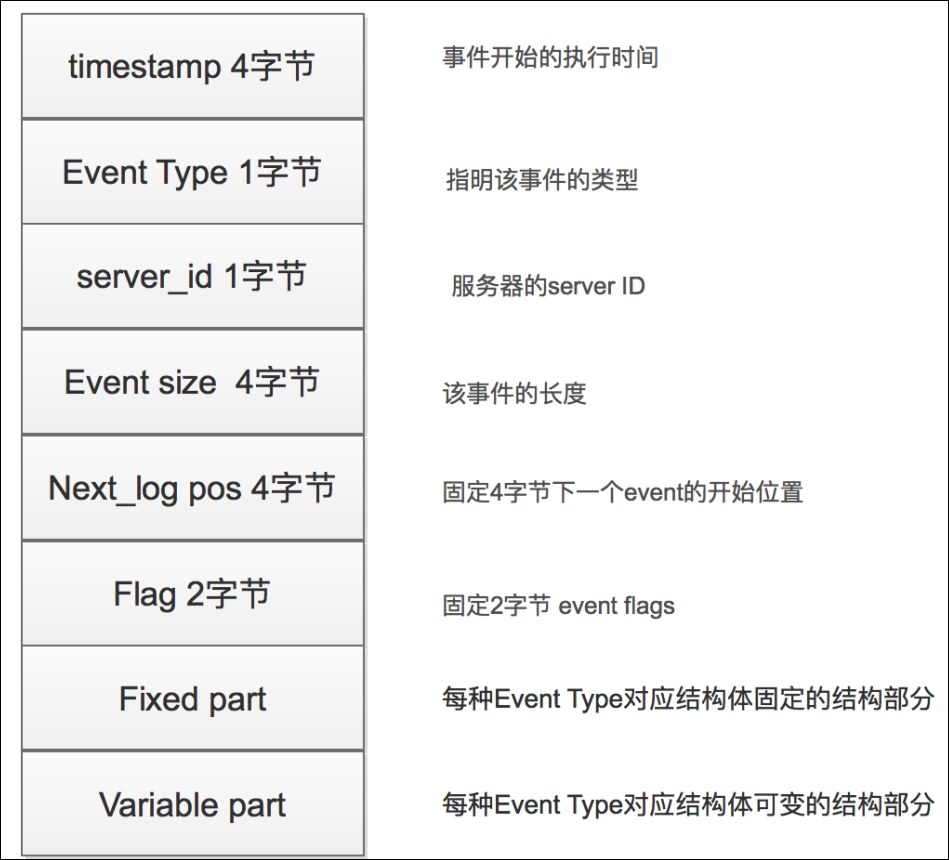 timestamp 4字节
事件开始的执行时间
Event Type 1字节
指明该事件的类型
server_id 1字节
服务器的server ID
Event size 4字节
该事件的长度
Next_log pos 4字节
固定4字节下一个event的开始位置
Flag 2字节
固定2字节 event flags
Fixed part
每种Event Type对应结构体固定的结构部分
Variable part
每种Event Type对应结构体可变的结构部分